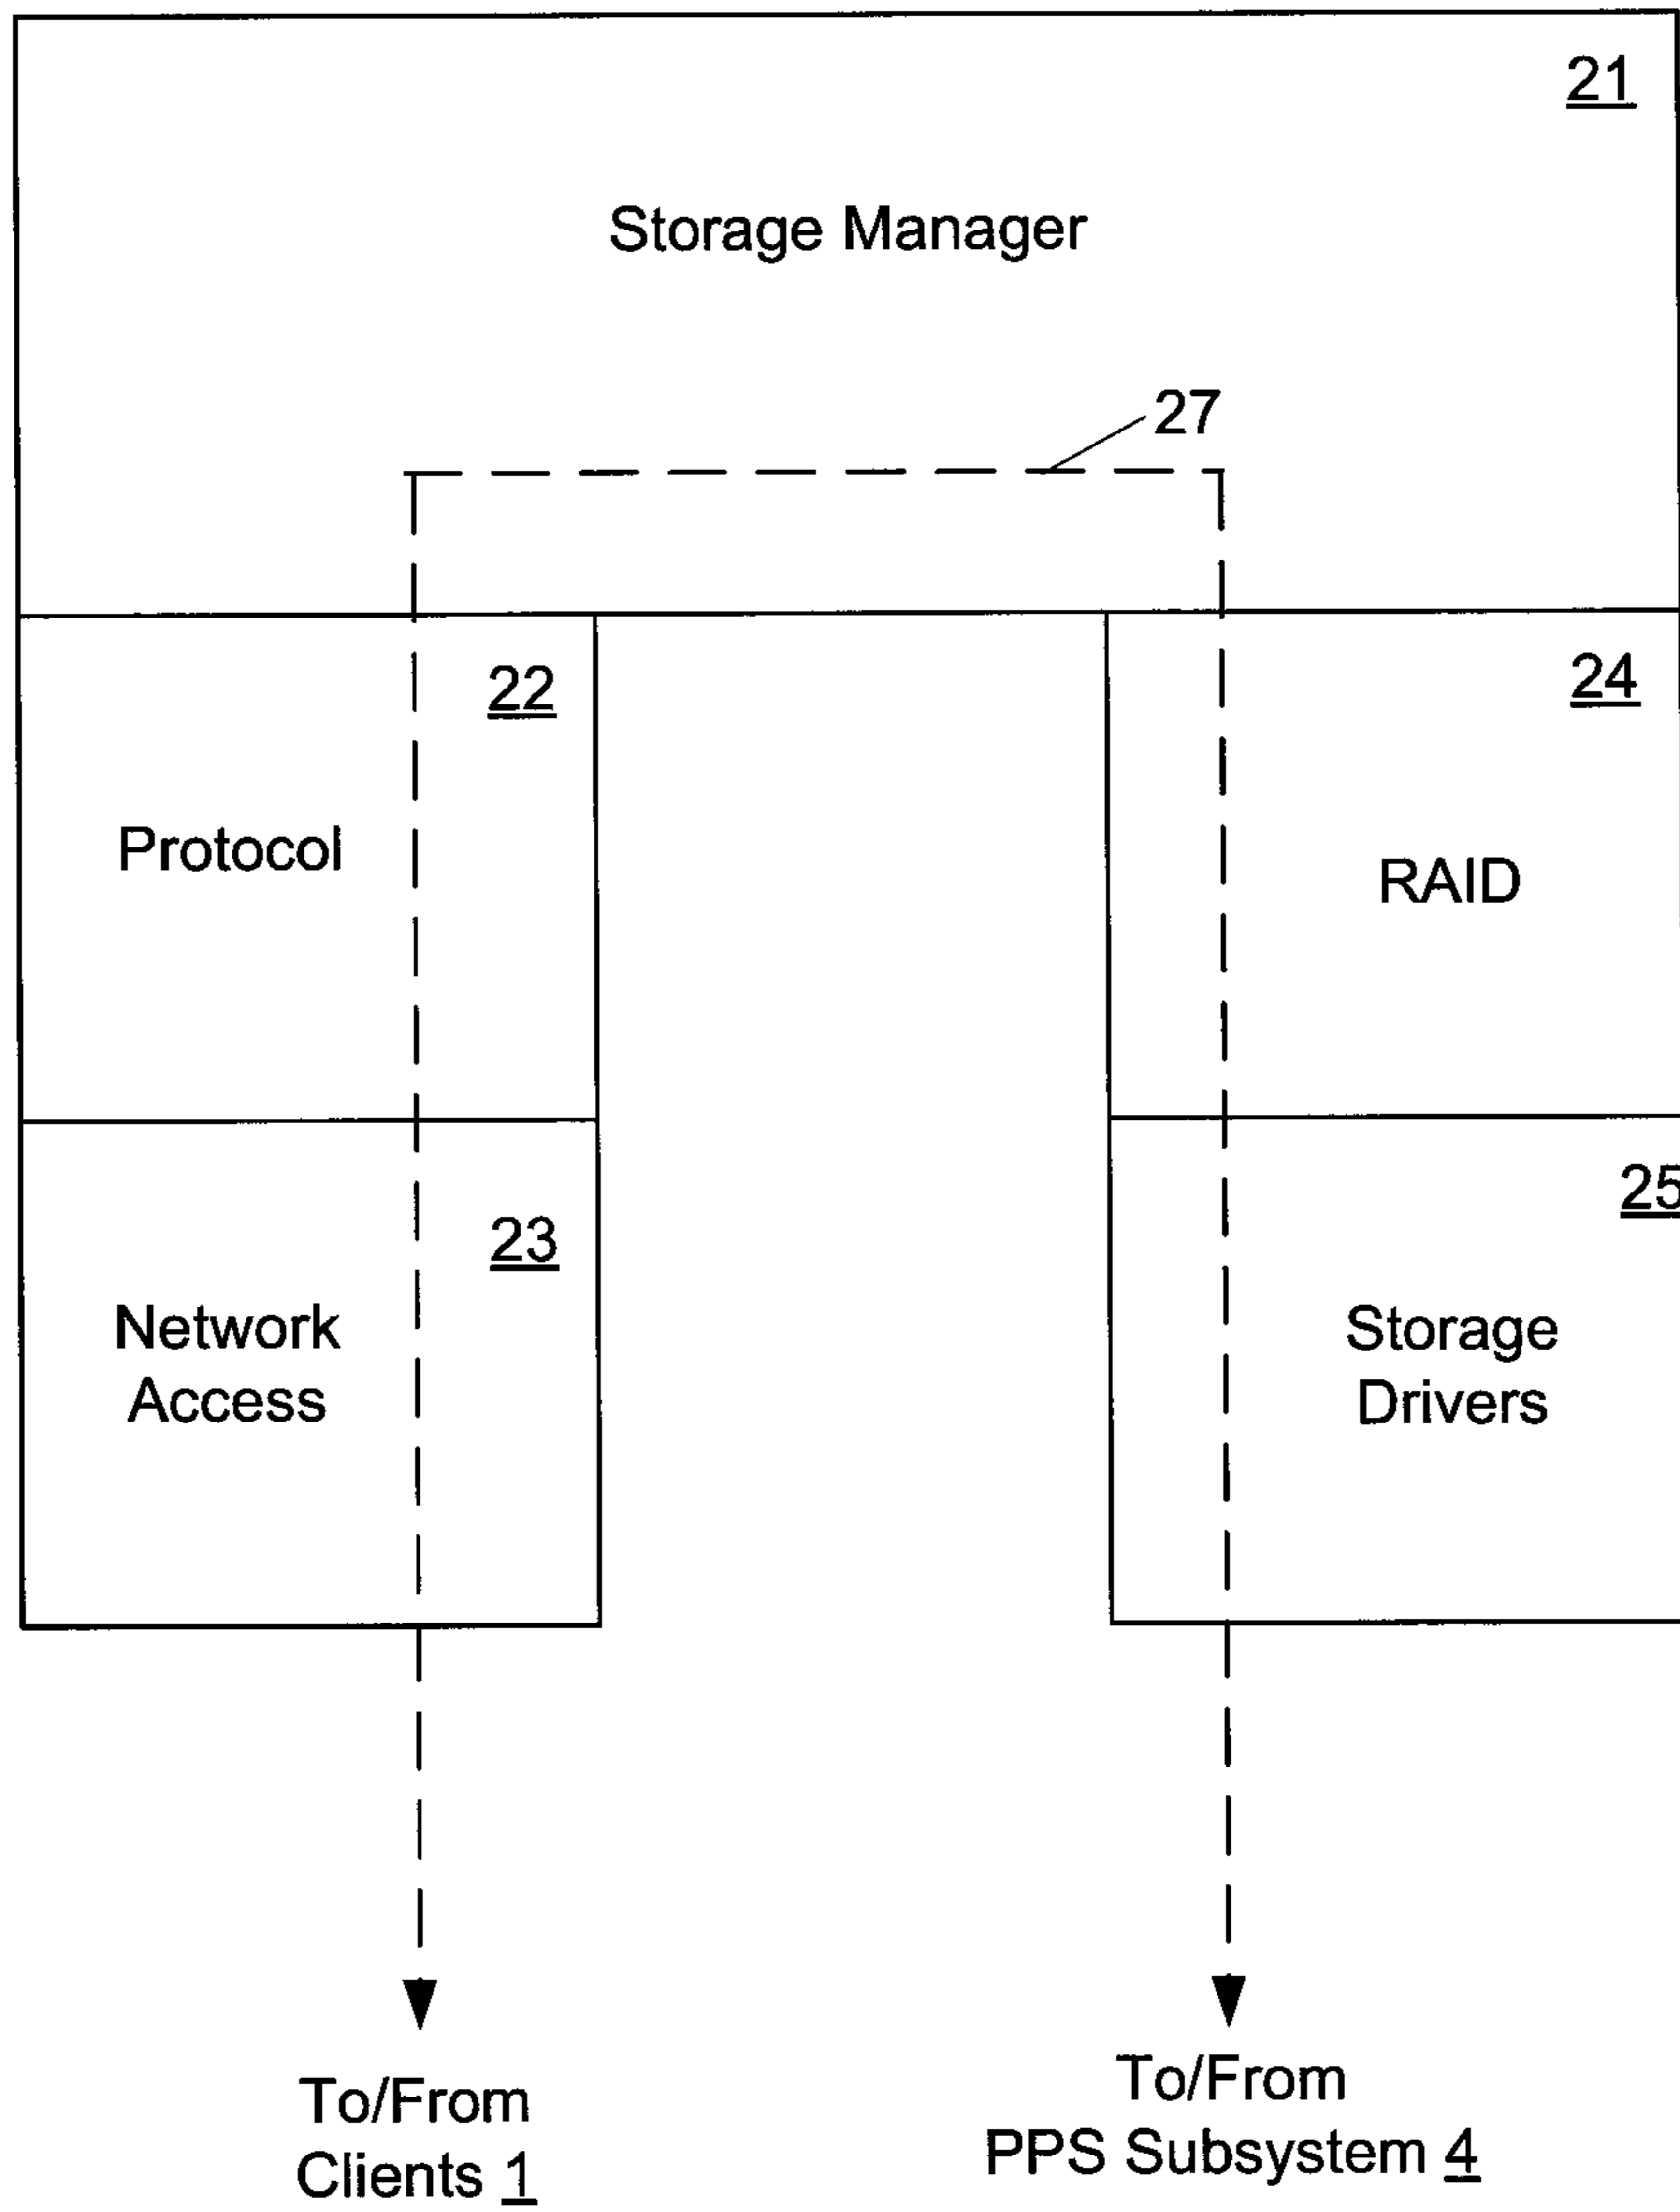 21
Storage Manager
27
22
24
Protocol
RAID
23
25
Network
Access
Storage
Drivers
To/From
Clients 1
To/From
PPS Subsystem 4